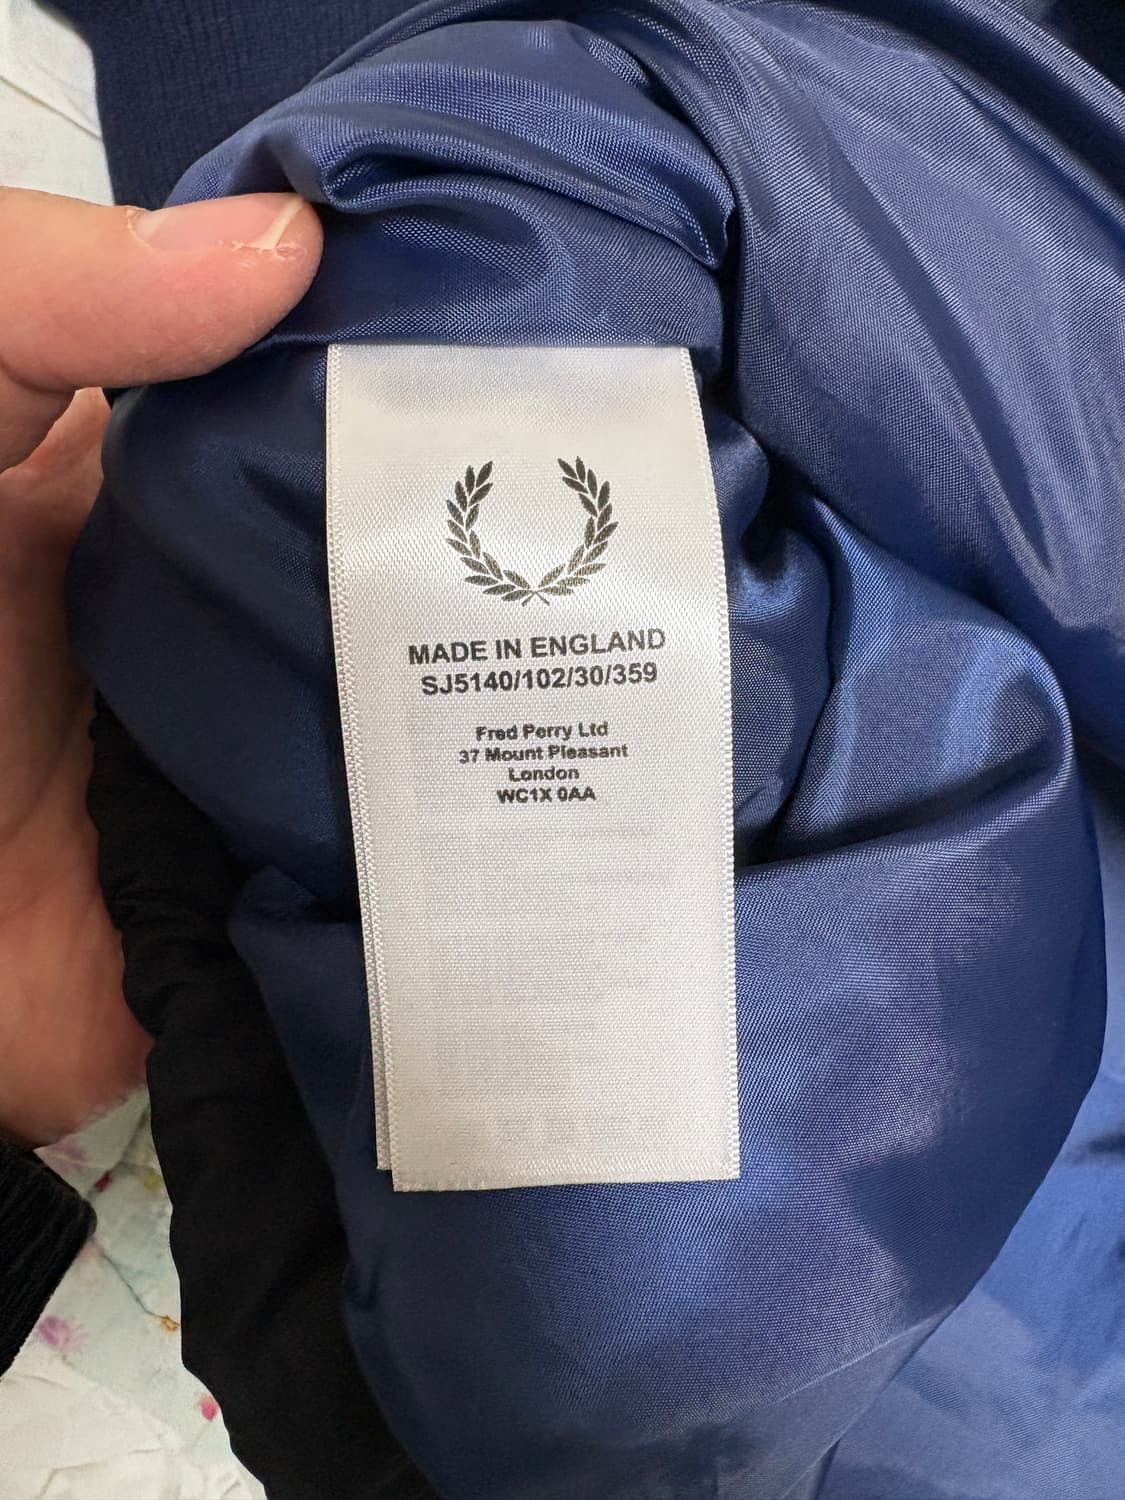 MADE IN ENGLAND
SJ5140/102/30/359
Fred Perry Ltd
37 Mount Pleasant
London
WC1X 0AA